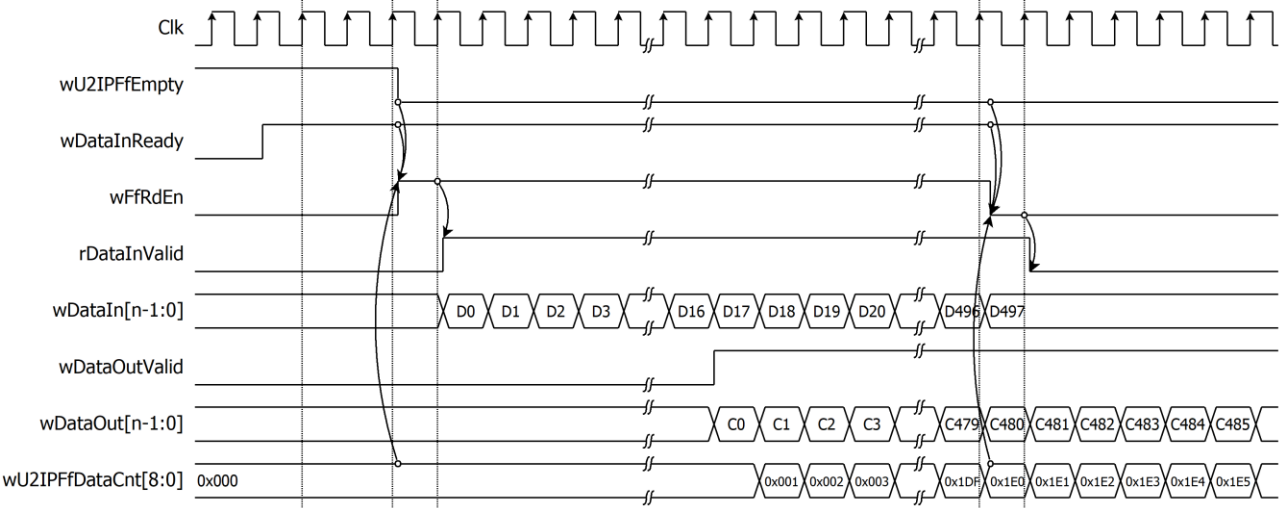 Clk
wU2IPFfEmpty
wDataInReady
wFfRdEn
rDataInValid
wDataIn[n-1:0] D0 D1 D2 D3 D16 D17 D18 D19 D20 D496 D497
wDataOutValid
wDataOut[n-1:0] C0 C1 C2 C3 C479 C480 C481 C482 C483 C484 C485
wU2IPFfDataCnt[8:0] 0x000 0x001 0x002 0x003 0x1DF 0x1E0 0x1E1 0x1E2 0x1E3 0x1E4 0x1E5